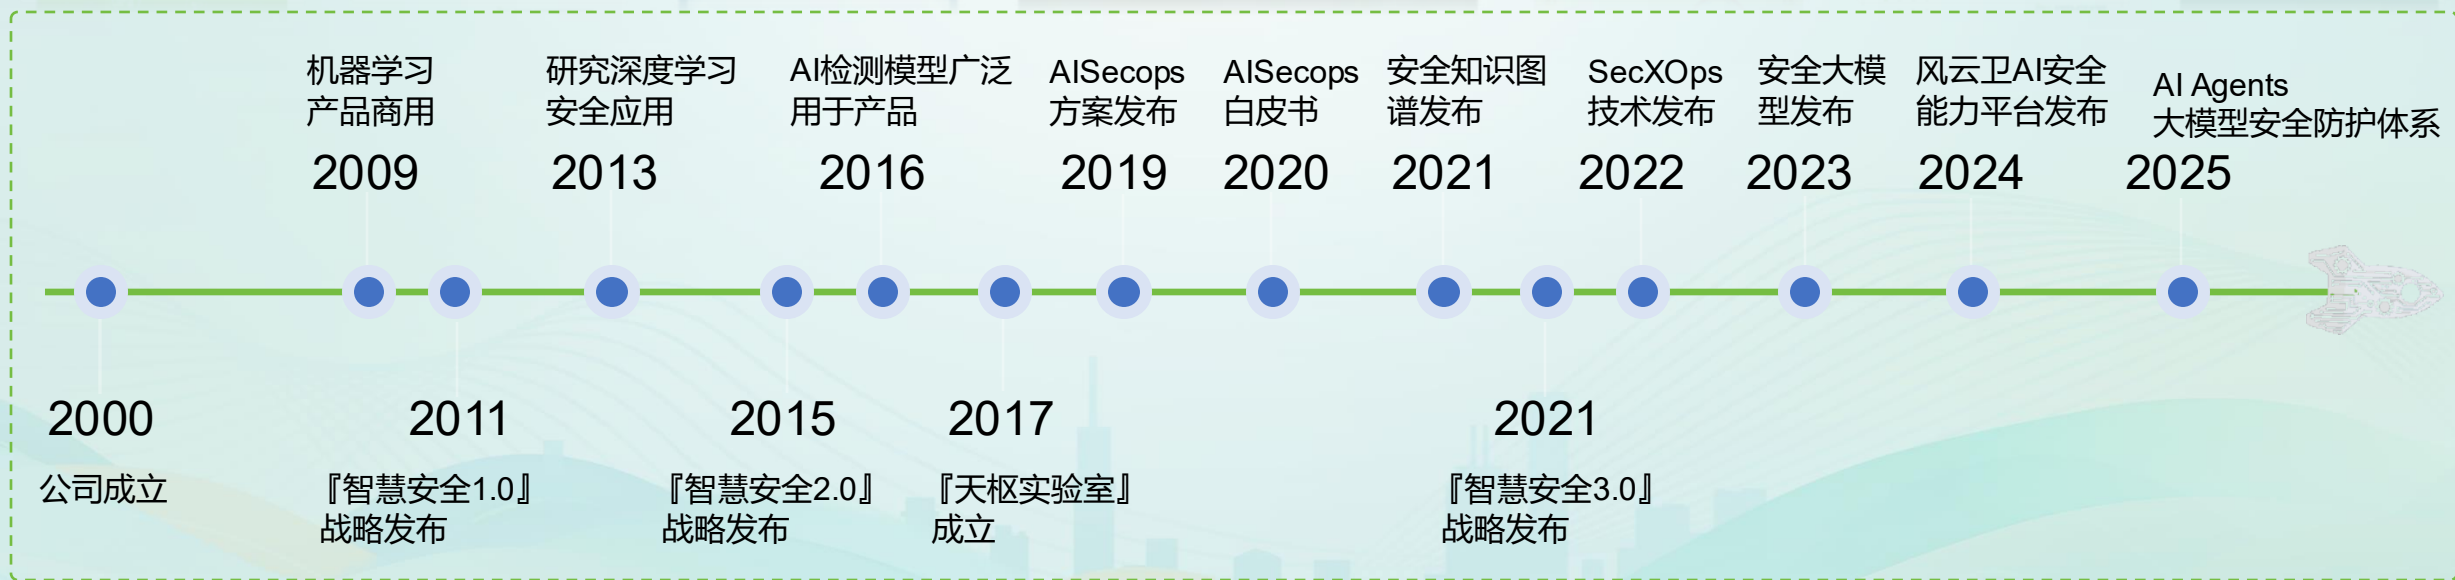 机器学习
产品商用
2009
研究深度学习
安全应用
2013
AI检测模型广泛
用于产品
2016
AISecops
方案发布
2019
AISecops
白皮书
2020
安全知识图
谱发布
2021
SecXOps
技术发布
2022
安全大模
型发布
2023
风云卫AI安全
能力平台发布
2024
AI Agents
大模型安全防护体系
2025
2000
公司成立
2011
『智慧安全1.0』
战略发布
2015
『智慧安全2.0』
战略发布
2017
『天枢实验室』
成立
2021
『智慧安全3.0』
战略发布